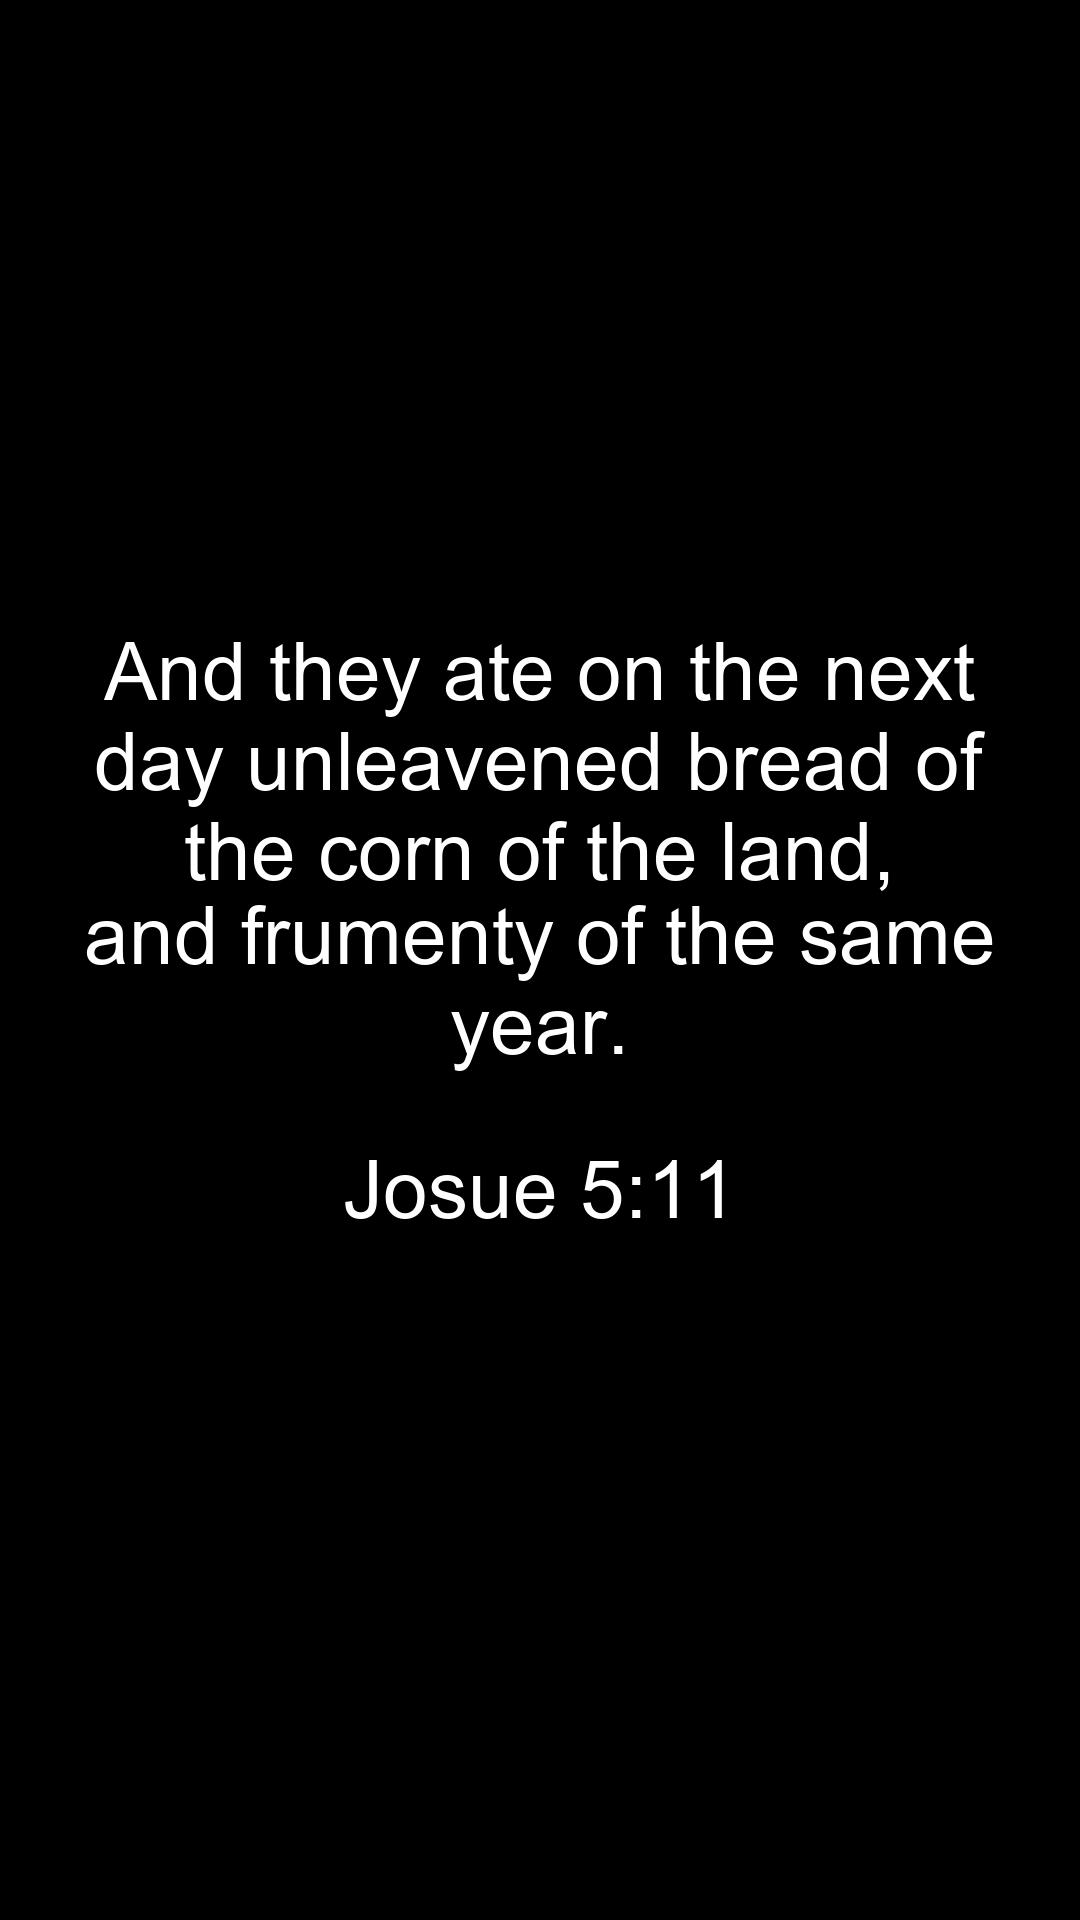 And they ate on the next
day unleavened bread of
the corn of the land,
and frumenty of the same
year.
Josue 5:11